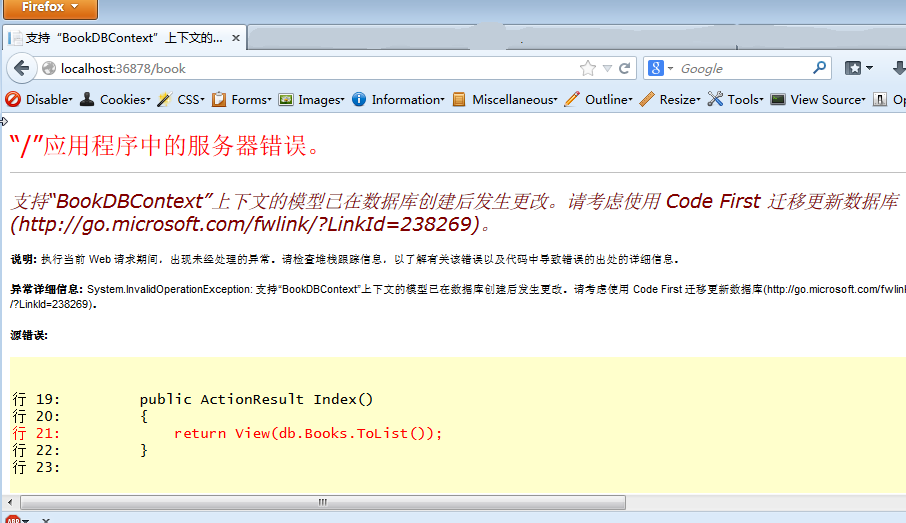 Firefox
支持“BookDBContext”上下文的...
localhost:36878/book
Google
Disable Cookies CSS Forms Images Information Miscellaneous Outline Resize Tools View Source Op
“/”应用程序中的服务器错误。
支持“BookDBContext”上下文的模型已在数据库创建后发生更改。请考虑使用 Code First 迁移更新数据库
(http://go.microsoft.com/fwlink/?LinkId=238269)。
说明: 执行当前 Web 请求期间，出现未经处理的异常。请检查堆栈跟踪信息，以了解有关该错误以及代码中导致错误的出处的详细信息。
异常详细信息: System.InvalidOperationException: 支持“BookDBContext”上下文的模型已在数据库创建后发生更改。请考虑使用 Code First 迁移更新数据库(http://go.microsoft.com/fwlink
/?LinkId=238269)。
源错误:
行 19: public ActionResult Index()
行 20: {
行 21: return View(db.Books.ToList());
行 22: }
行 23:
ABP